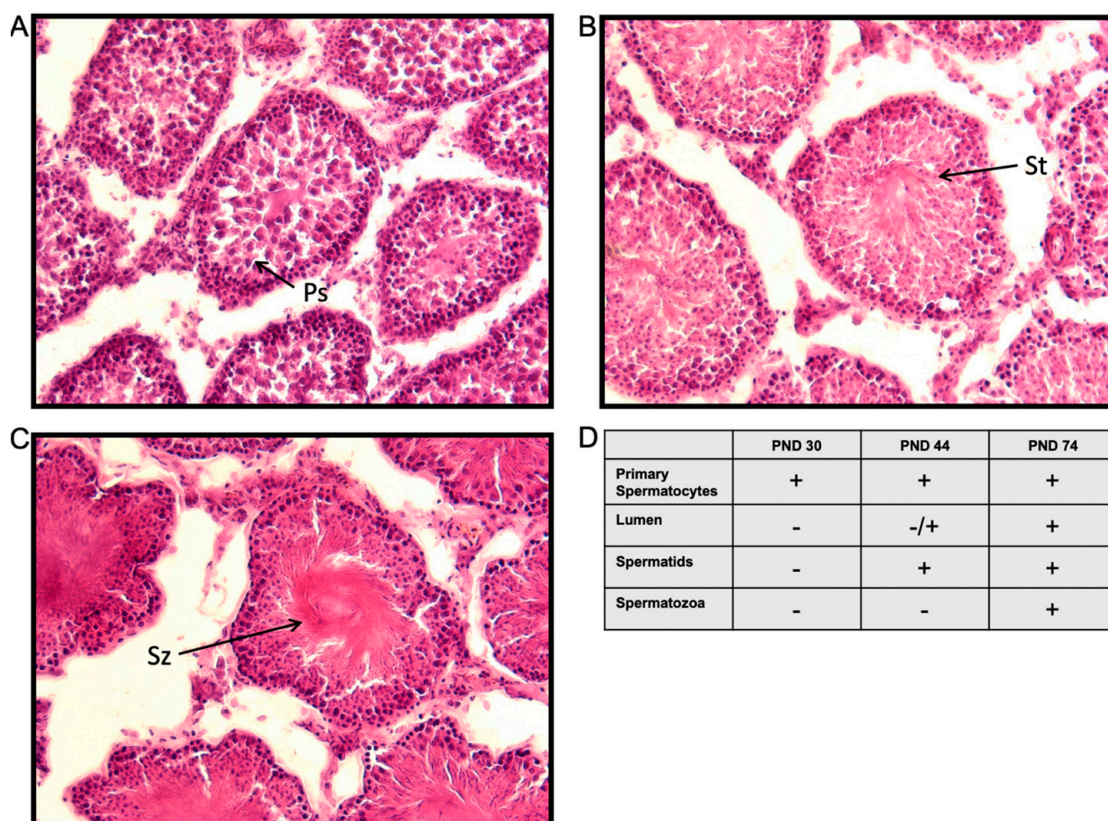 A
Ps
B
St
C
Sz
D
PND 30 PND 44 PND 74
Primary
Spermatocytes + + +
Lumen - -/+ +
Spermatids - + +
Spermatozoa - - +